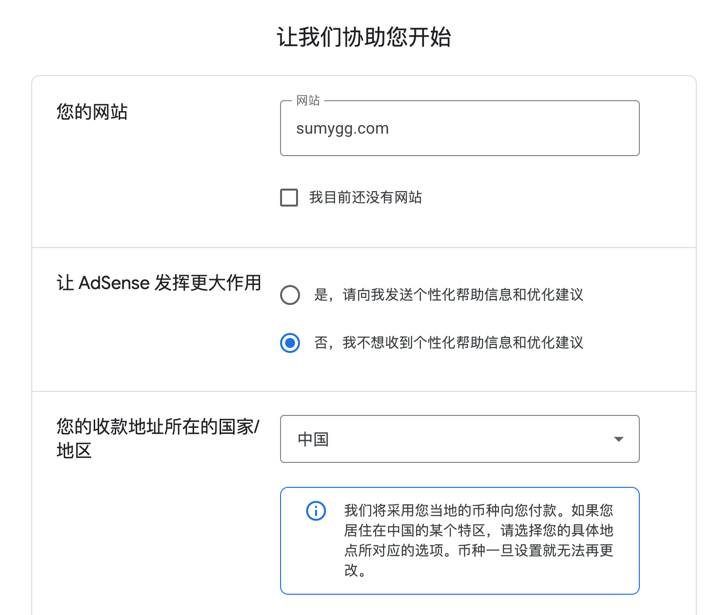 让我们协助您开始
您的网站
网站
sumygg.com
我目前还没有网站
让 AdSense 发挥更大作用
是，请向我发送个性化帮助信息和优化建议
否，我不想收到个性化帮助信息和优化建议
您的收款地址所在的国家/
地区
中国
我们将采用您当地的币种向您付款。如果您
居住在中国的某个特区，请选择您的具体地
点所对应的选项。币种一旦设置就无法再更
改。